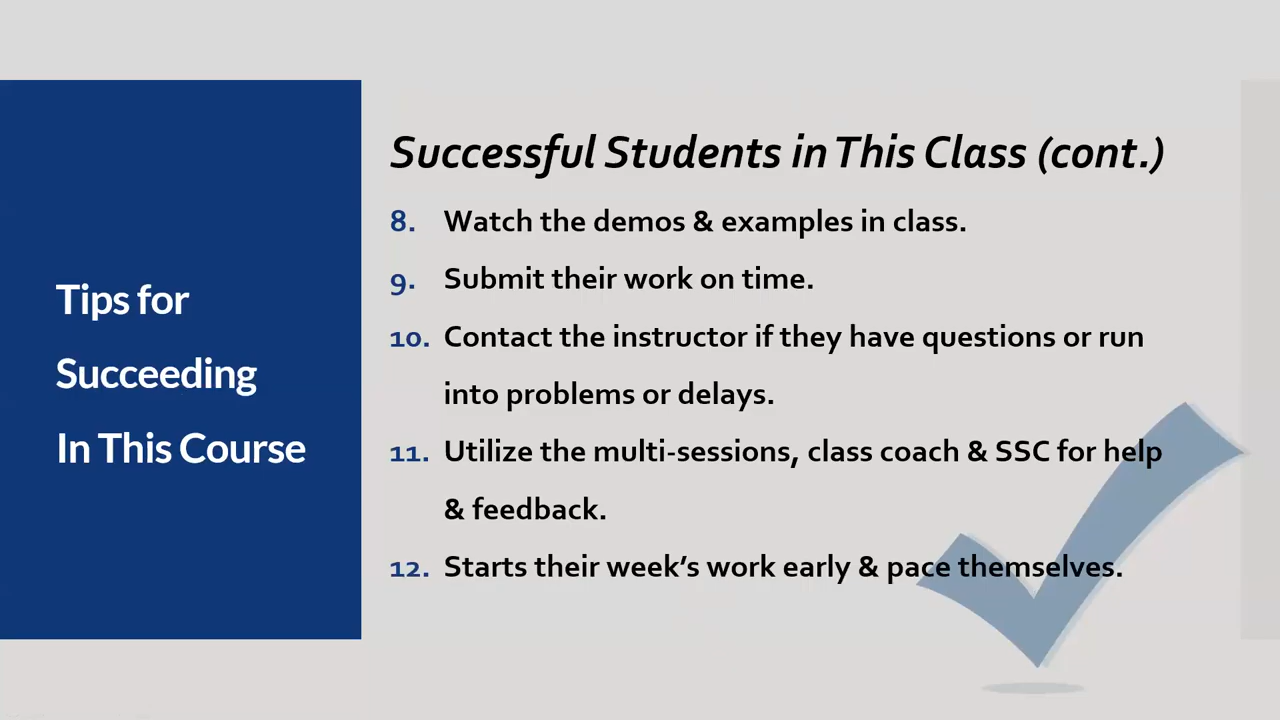 Tips for
Succeeding
In This Course
Successful Students in This Class (cont.)
8. Watch the demos & examples in class.
9. Submit their work on time.
10. Contact the instructor if they have questions or run
into problems or delays.
11. Utilize the multi-sessions, class coach & SSC for help
& feedback.
12. Starts their week’s work early & pace themselves.